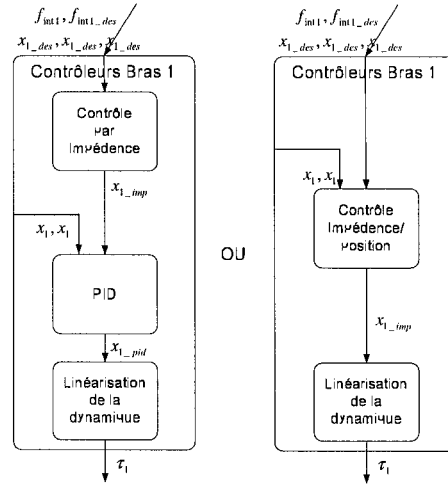 f_int1, f_int1_des
x_1_des, x_1_des, x_1_des
Contrôleurs Bras 1
Contrôle
par
Impédence
x_1_imp
x_1, x_1
PID
x_1_pid
Linéarisation
de la
dynamique
τ_1
OU
f_int1, f_int1_des
x_1_des, x_1_des, x_1_des
Contrôleurs Bras 1
x_1, x_1
Contrôle
Impédence/
position
x_1_imp
Linéarisation
de la
dynamique
τ_1